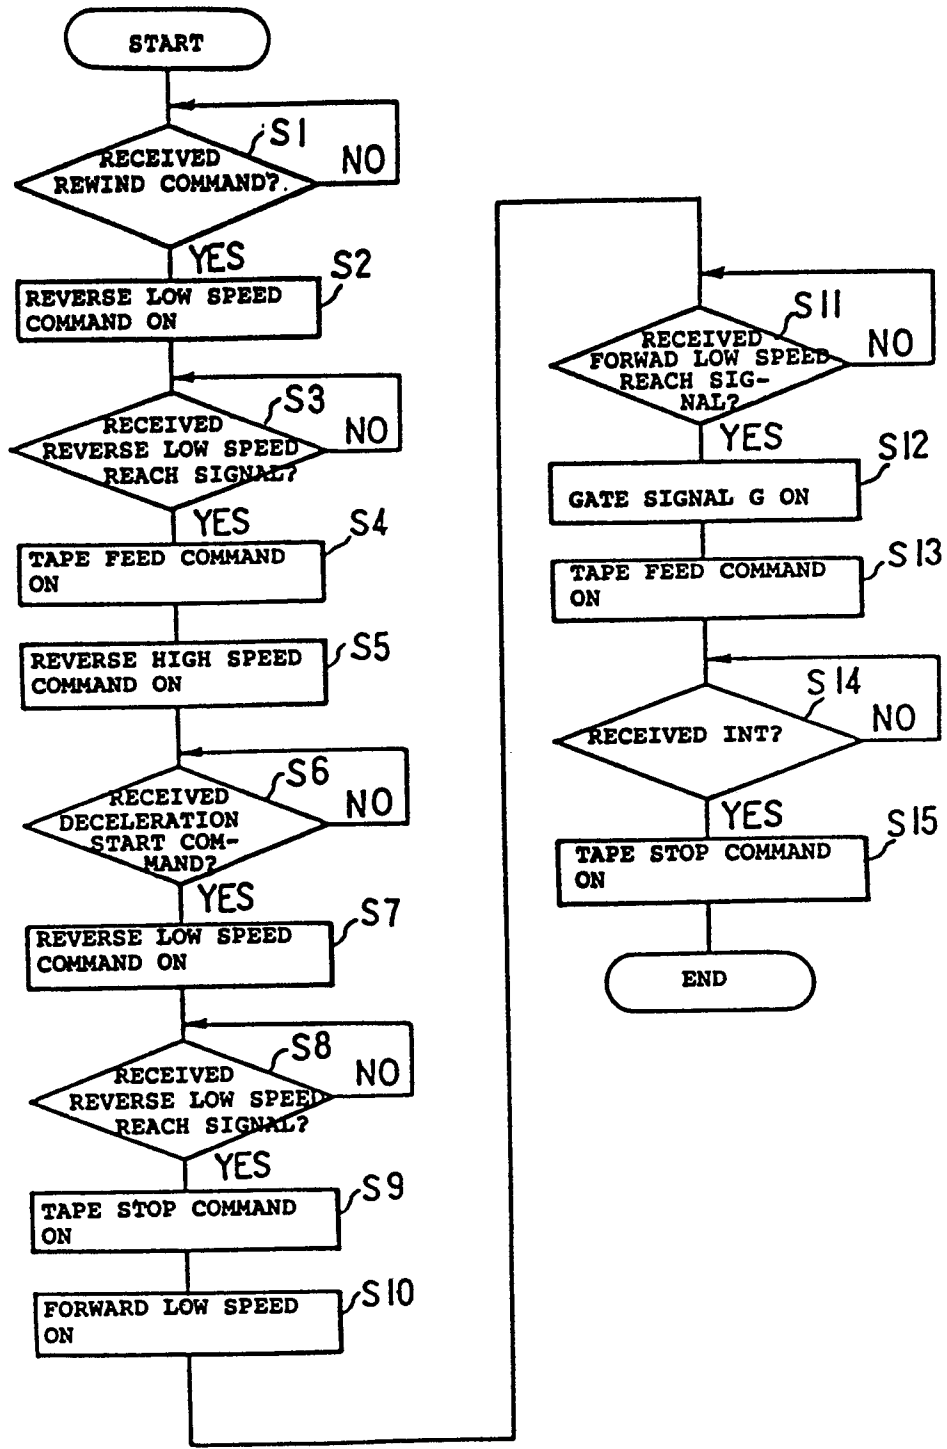 START
S1
RECEIVED
REWIND COMMAND?
NO
YES
S2
REVERSE LOW SPEED
COMMAND ON
S3
RECEIVED
REVERSE LOW SPEED
REACH SIGNAL?
NO
YES
S4
TAPE FEED COMMAND
ON
S5
REVERSE HIGH SPEED
COMMAND ON
S6
RECEIVED
DECELERATION
START COM-
MAND?
NO
YES
S7
REVERSE LOW SPEED
COMMAND ON
S8
RECEIVED
REVERSE LOW SPEED
REACH SIGNAL?
NO
YES
S9
TAPE STOP COMMAND
ON
S10
FORWARD LOW SPEED
ON
S11
RECEIVED
FORWAD LOW SPEED
REACH SIG-
NAL?
NO
YES
S12
GATE SIGNAL G ON
S13
TAPE FEED COMMAND
ON
S14
RECEIVED INT?
NO
YES
S15
TAPE STOP COMMAND
ON
END